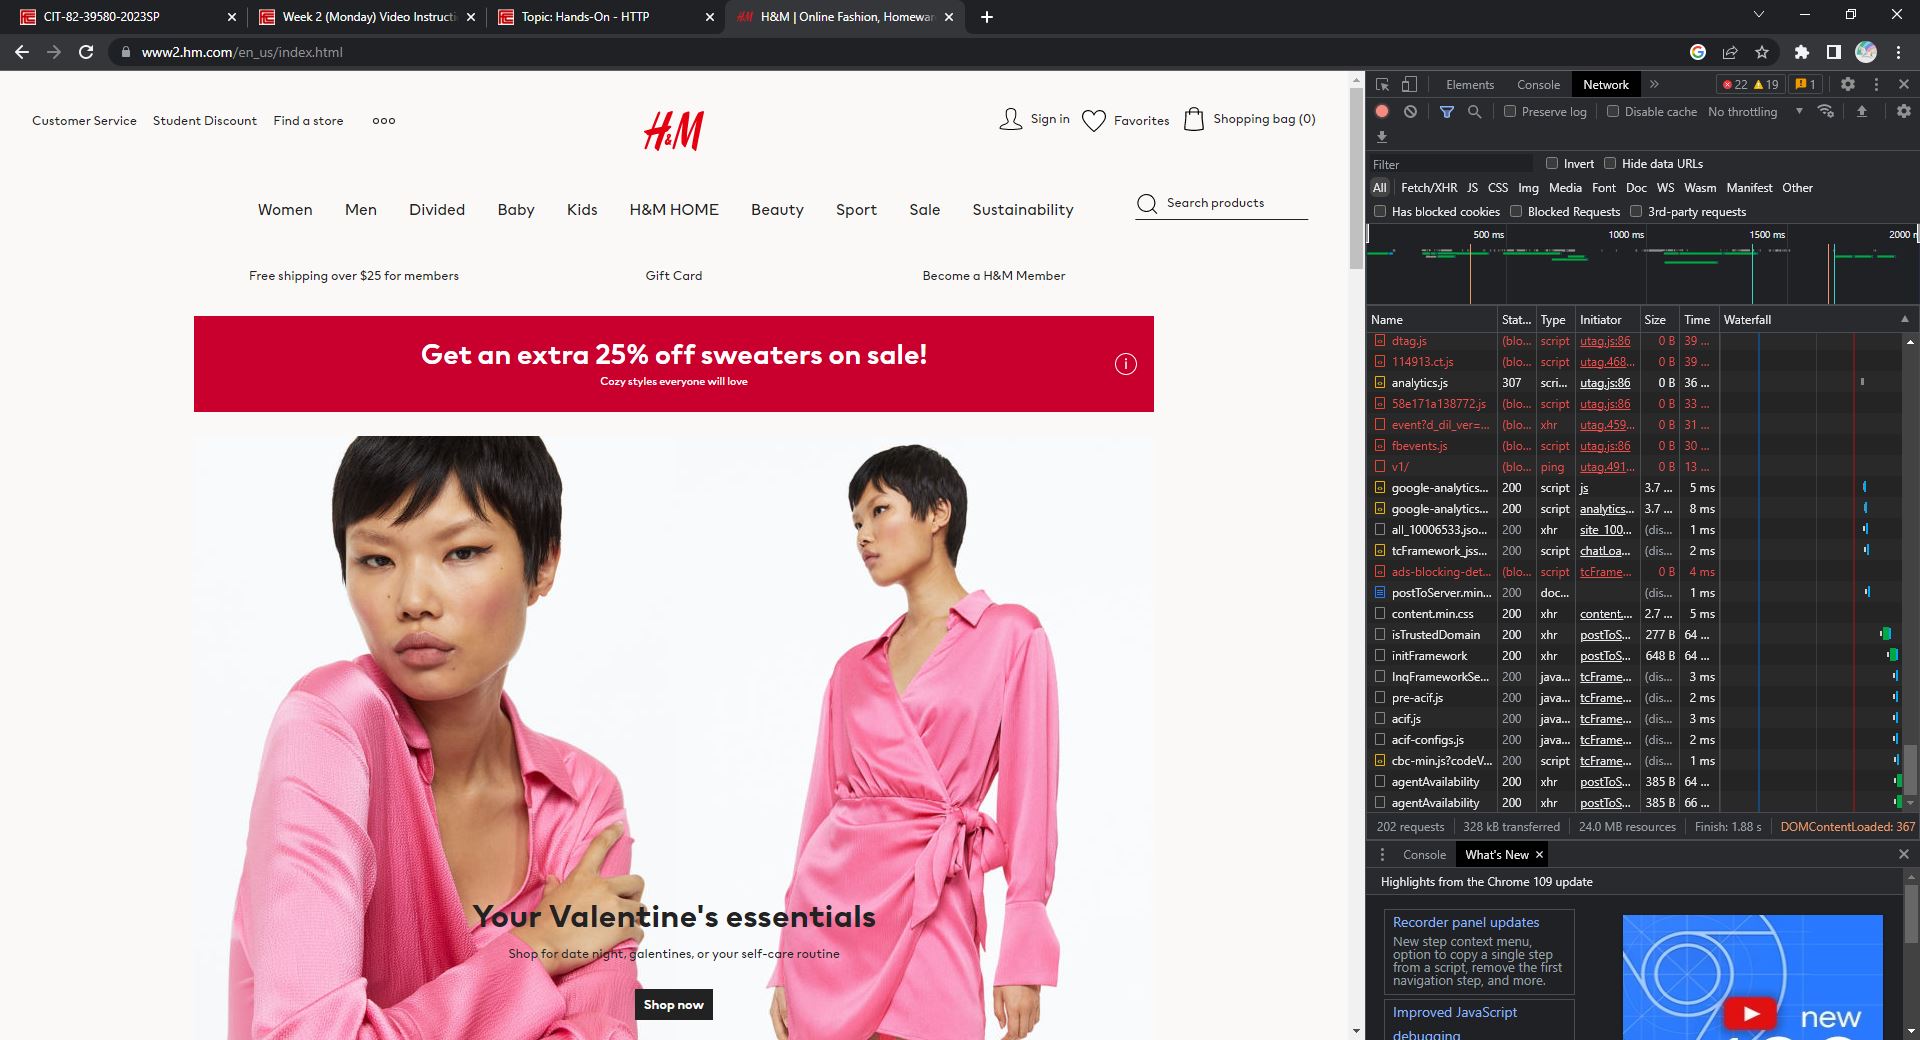 CIT-82-39580-2023SP
Week 2 (Monday) Video Instructi
Topic: Hands-On - HTTP
H&M | Online Fashion, Homewar
www2.hm.com/en_us/index.html
Customer Service Student Discount Find a store
H&M
Sign in Favorites Shopping bag (0)
Women Men Divided Baby Kids H&M HOME Beauty Sport Sale Sustainability
Search products
Free shipping over $25 for members Gift Card Become a H&M Member
Get an extra 25% off sweaters on sale!
Cozy styles everyone will love
Your Valentine's essentials
Shop for date night, galentines, or your self-care routine
Shop now
Elements Console Network 22 19 1
Preserve log Disable cache No throttling
Filter Invert Hide data URLs
All Fetch/XHR JS CSS Img Media Font Doc WS Wasm Manifest Other
Has blocked cookies Blocked Requests 3rd-party requests
500 ms 1000 ms 1500 ms 2000 m
Name Stat... Type Initiator Size Time Waterfall
dtag.js (blo... script utag.js:86 0 B 39 ...
114913.ct.js (blo... script utag.468... 0 B 39 ...
analytics.js 307 scri... utag.js:86 0 B 36 ...
58e171a138772.js (blo... script utag.js:86 0 B 33 ...
event?d_dil_ver=... (blo... xhr utag.459... 0 B 31 ...
fbevents.js (blo... script utag.js:86 0 B 30 ...
v1/ (blo... ping utag.491... 0 B 13 ...
google-analytics... 200 script js 3.7 ... 5 ms
google-analytics... 200 script analytics... 3.7 ... 8 ms
all_10006533.jso... 200 xhr site_100... (dis... 1 ms
tcFramework_jss... 200 script chatLoa... (dis... 2 ms
ads-blocking-det... (blo... script tcFrame... 0 B 4 ms
postToServer.min... 200 doc... (dis... 1 ms
content.min.css 200 xhr content.... 2.7 ... 5 ms
isTrustedDomain 200 xhr postToS... 277 B 64 ...
initFramework 200 xhr postToS... 648 B 64 ...
InqFrameworkSe... 200 java... tcFrame... (dis... 3 ms
pre-acif.js 200 java... tcFrame... (dis... 2 ms
acif.js 200 java... tcFrame... (dis... 3 ms
acif-configs.js 200 java... tcFrame... (dis... 2 ms
cbc-min.js?codeV... 200 script tcFrame... (dis... 1 ms
agentAvailability 200 xhr postToS... 385 B 64 ...
agentAvailability 200 xhr postToS... 385 B 66 ...
202 requests 328 kB transferred 24.0 MB resources Finish: 1.88 s DOMContentLoaded: 367
Console What's New
Highlights from the Chrome 109 update
Recorder panel updates
New step context menu,
option to copy a single step
from a script, remove the first
navigation step, and more.
Improved JavaScript
debugging
new